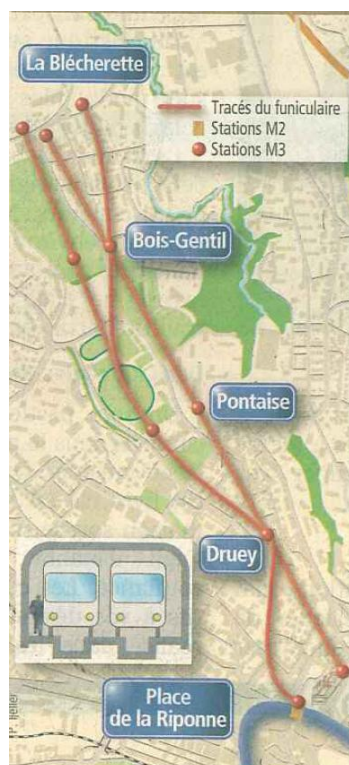 La Blécherette
Tracés du funiculaire
Stations M2
Stations M3
Bois-Gentil
Pontaise
Druey
Place
de la Riponne